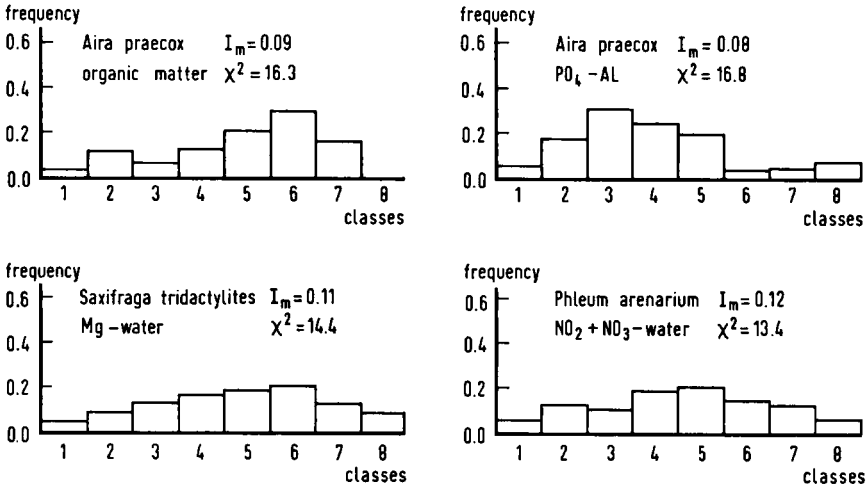 frequency
0.6
Aira praecox Iₘ=0.09
organic matter χ²=16.3
0.4
0.2
0.0
1 2 3 4 5 6 7 8
classes
frequency
0.6
Aira praecox Iₘ=0.08
PO₄-AL χ²=16.8
0.4
0.2
0.0
1 2 3 4 5 6 7 8
classes
frequency
0.6
Saxifraga tridactylites Iₘ=0.11
Mg-water χ²=14.4
0.4
0.2
0.0
1 2 3 4 5 6 7 8
classes
frequency
0.6
Phleum arenarium Iₘ=0.12
NO₂+NO₃-water χ²=13.4
0.4
0.2
0.0
1 2 3 4 5 6 7 8
classes